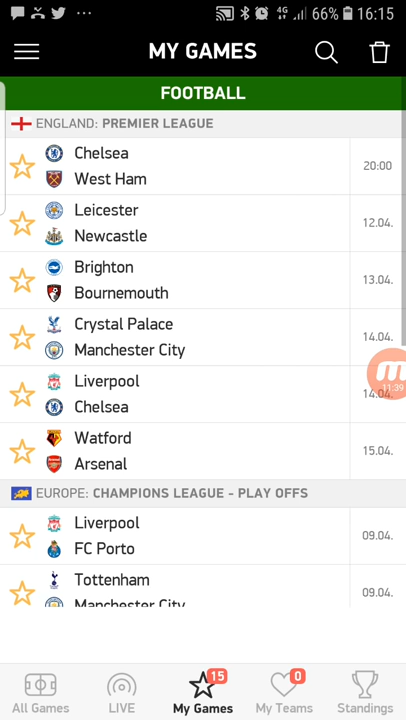 4G 66% 16:15
MY GAMES
FOOTBALL
ENGLAND: PREMIER LEAGUE
Chelsea
West Ham
20:00
Leicester
Newcastle
12.04.
Brighton
Bournemouth
13.04.
Crystal Palace
Manchester City
14.04.
Liverpool
Chelsea
14.04.
11:39
Watford
Arsenal
15.04.
EUROPE: CHAMPIONS LEAGUE - PLAY OFFS
Liverpool
FC Porto
09.04.
Tottenham
Manchester City
09.04.
15 0
All Games LIVE My Games My Teams Standings